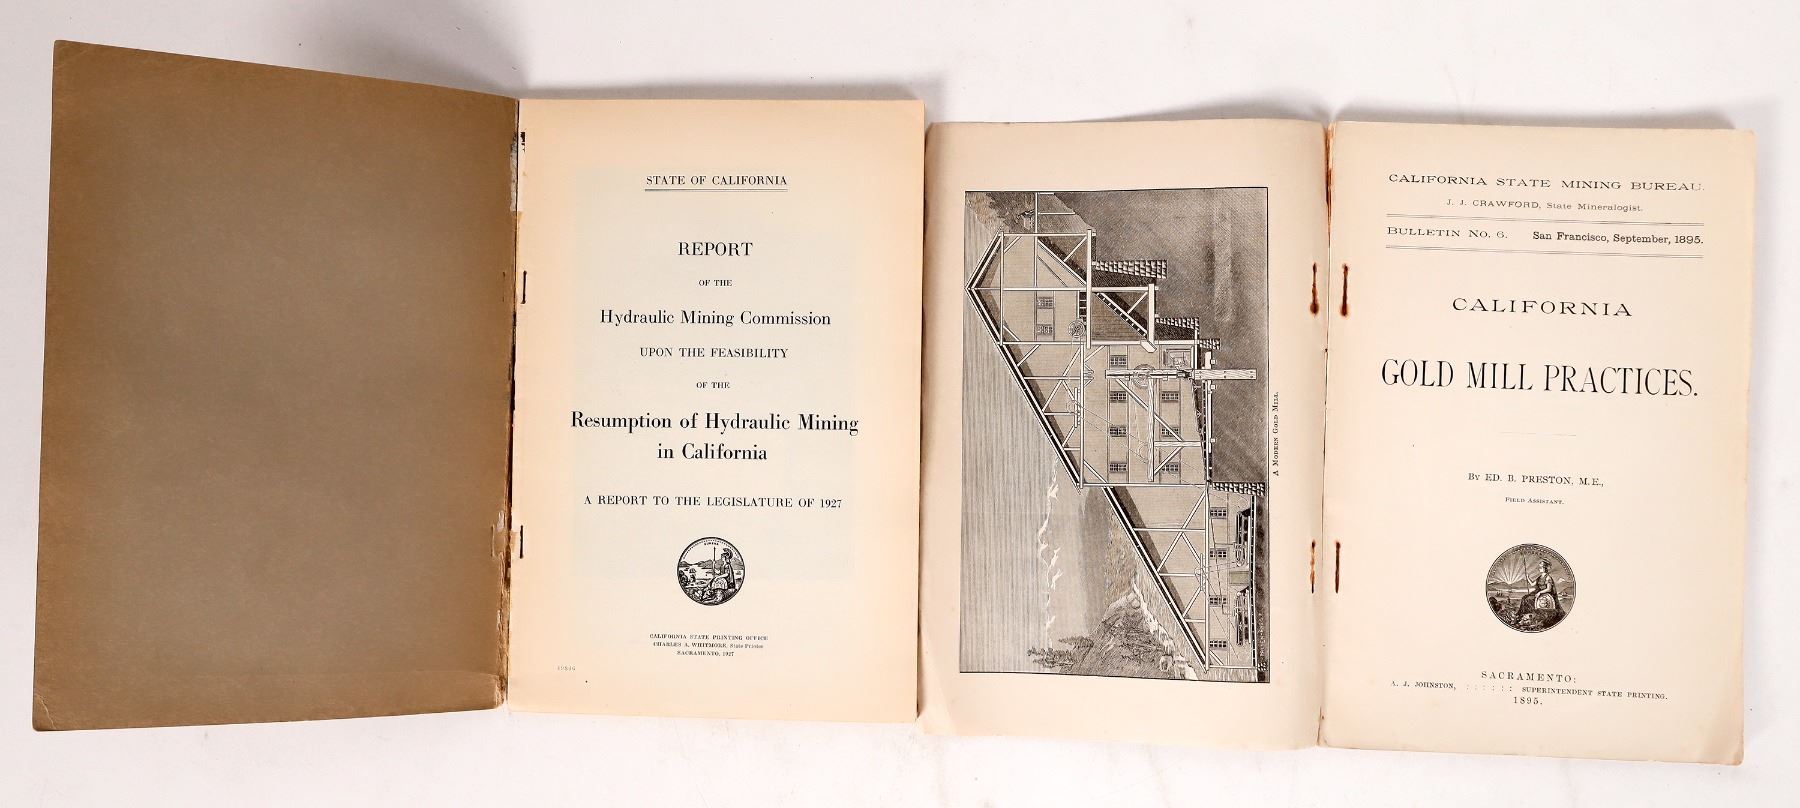 STATE OF CALIFORNIA
REPORT
OF THE
Hydraulic Mining Commission
UPON THE FEASIBILITY
OF THE
Resumption of Hydraulic Mining
in California
A REPORT TO THE LEGISLATURE OF 1927
CALIFORNIA STATE PRINTING OFFICE
CHARLES A. WHITMORE, State Printer
SACRAMENTO, 1927
A MODERN GOLD MILL.
CALIFORNIA STATE MINING BUREAU.
J. J. CRAWFORD, State Mineralogist.
BULLETIN NO. 6. San Francisco, September, 1895.
CALIFORNIA
GOLD MILL PRACTICES.
BY ED. B. PRESTON, M.E.,
FIELD ASSISTANT.
SACRAMENTO:
A. J. JOHNSTON, : : : : : : SUPERINTENDENT STATE PRINTING.
1895.